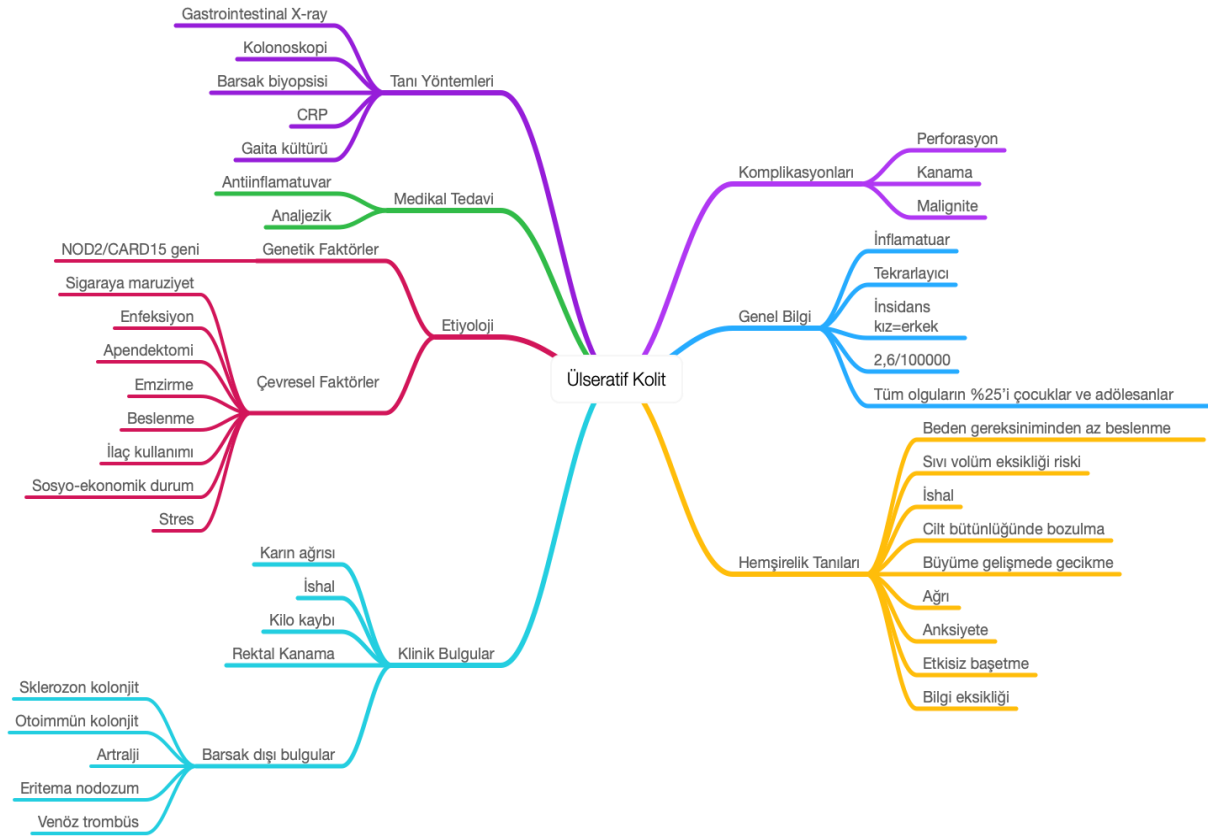 Ülseratif Kolit
Tanı Yöntemleri
Gastrointestinal X-ray
Kolonoskopi
Barsak biyopsisi
CRP
Gaita kültürü
Medikal Tedavi
Antiinflamatuvar
Analjezik
Etiyoloji
Genetik Faktörler
NOD2/CARD15 geni
Çevresel Faktörler
Sigaraya maruziyet
Enfeksiyon
Apendektomi
Emzirme
Beslenme
İlaç kullanımı
Sosyo-ekonomik durum
Stres
Klinik Bulgular
Karın ağrısı
İshal
Kilo kaybı
Rektal Kanama
Barsak dışı bulgular
Sklerozon kolonjit
Otoimmün kolonjit
Artralji
Eritema nodozum
Venöz trombüs
Komplikasyonları
Perforasyon
Kanama
Malignite
Genel Bilgi
İnflamatuar
Tekrarlayıcı
İnsidans
kız=erkek
2,6/100000
Tüm olguların %25'i çocuklar ve adölesanlar
Hemşirelik Tanıları
Beden gereksiniminden az beslenme
Sıvı volüm eksikliği riski
İshal
Cilt bütünlüğünde bozulma
Büyüme gelişmede gecikme
Ağrı
Anksiyete
Etkisiz başetme
Bilgi eksikliği